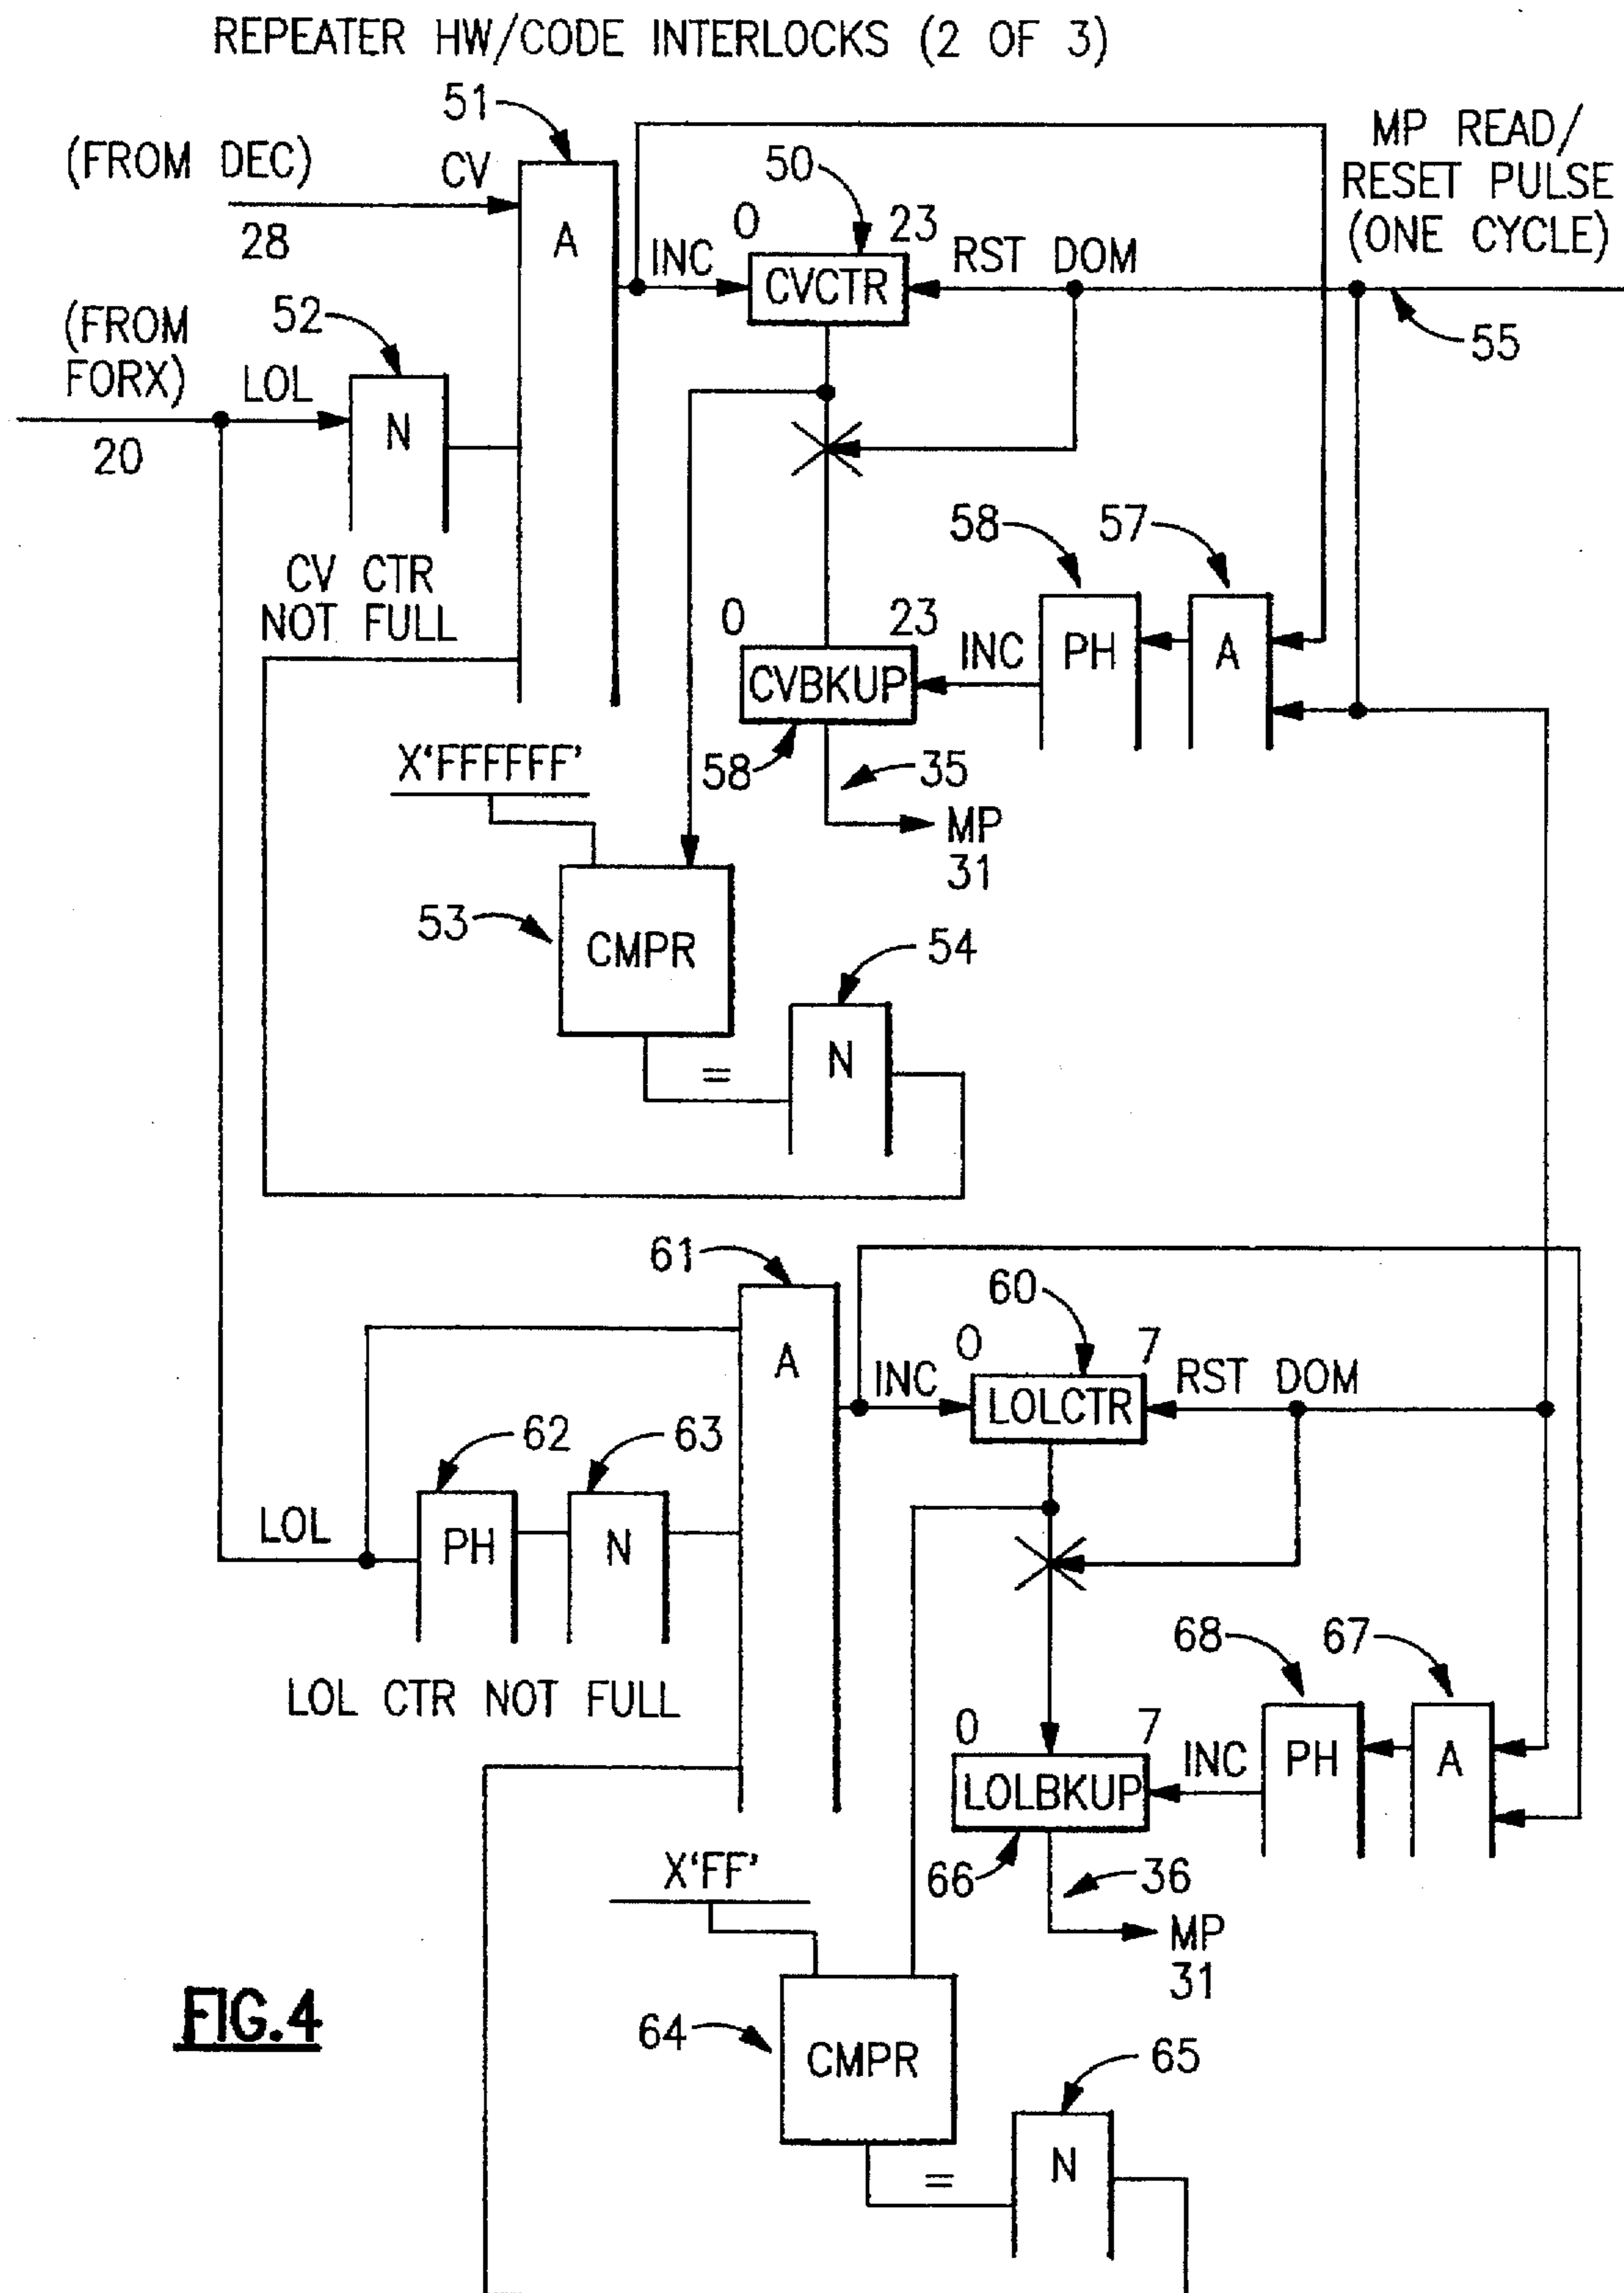 REPEATER HW/CODE INTERLOCKS (2 OF 3)
51
(FROM DEC)
CV
28
A
50
MP READ/
RESET PULSE
(ONE CYCLE)
0
23
INC
CVCTR
RST DOM
55
(FROM
FORX)
52
LOL
20
N
CV CTR
NOT FULL
58
57
0
23
INC
PH
A
CVBKUP
58
35
MP
31
X'FFFFFF'
53
CMPR
54
N
=
61
A
60
0
7
INC
LOLCTR
RST DOM
62
63
LOL
PH
N
LOL CTR NOT FULL
68
67
0
7
INC
PH
A
LOLBKUP
66
36
MP
31
X'FF'
64
CMPR
65
N
=
FIG.4